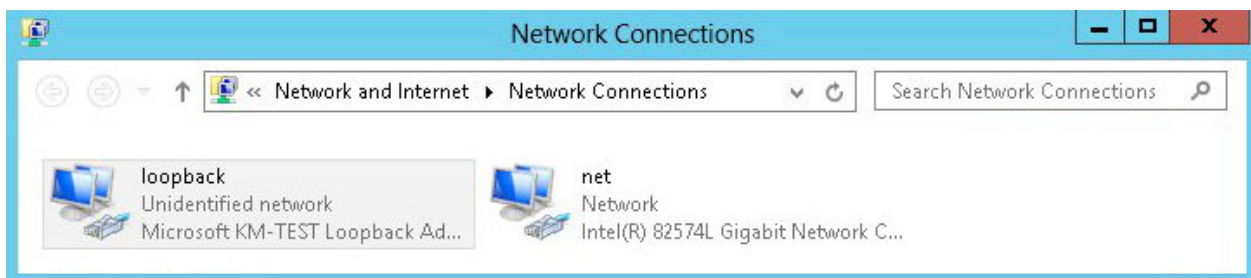 Network Connections
« Network and Internet ▸ Network Connections
Search Network Connections
loopback
Unidentified network
Microsoft KM-TEST Loopback Ad...
net
Network
Intel(R) 82574L Gigabit Network C...